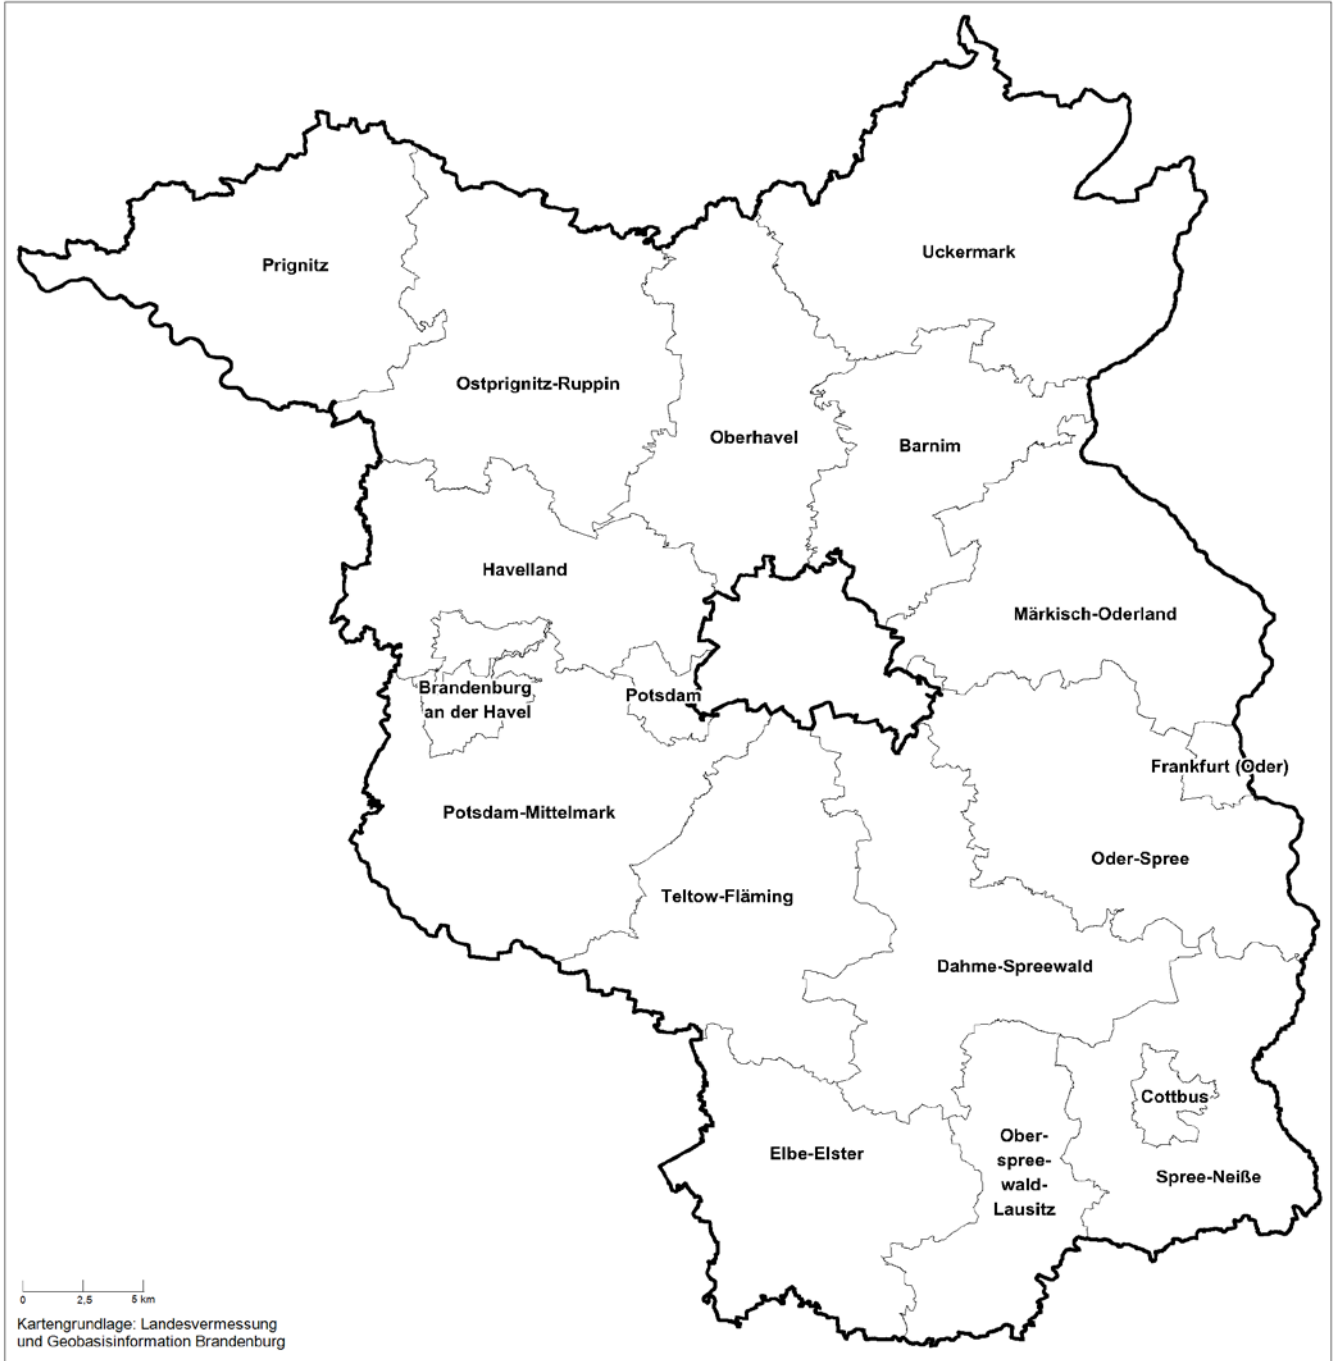 Uckermark
Prignitz
Ostprignitz-Ruppin
Oberhavel
Barnim
Havelland
Märkisch-Oderland
Brandenburg
an der Havel
Potsdam
Frankfurt (Oder)
Potsdam-Mittelmark
Oder-Spree
Teltow-Fläming
Dahme-Spreewald
Cottbus
Elbe-Elster
Ober-
spree-
wald-
Lausitz
Spree-Neiße
0 2,5 5 km
Kartengrundlage: Landesvermessung
und Geobasisinformation Brandenburg